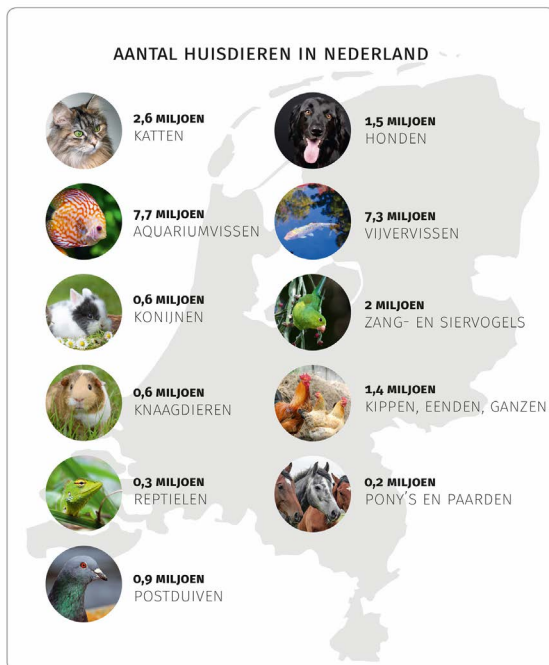 AANTAL HUISDIEREN IN NEDERLAND
2,6 MILJOEN
KATTEN
1,5 MILJOEN
HONDEN
7,7 MILJOEN
AQUARIUMVISSEN
7,3 MILJOEN
VIJVERVISSEN
0,6 MILJOEN
KONIJNEN
2 MILJOEN
ZANG- EN SIERVOGELS
0,6 MILJOEN
KNAAGDIEREN
1,4 MILJOEN
KIPPEN, EENDEN, GANZEN
0,3 MILJOEN
REPTIELEN
0,2 MILJOEN
PONY'S EN PAARDEN
0,9 MILJOEN
POSTDUIVEN